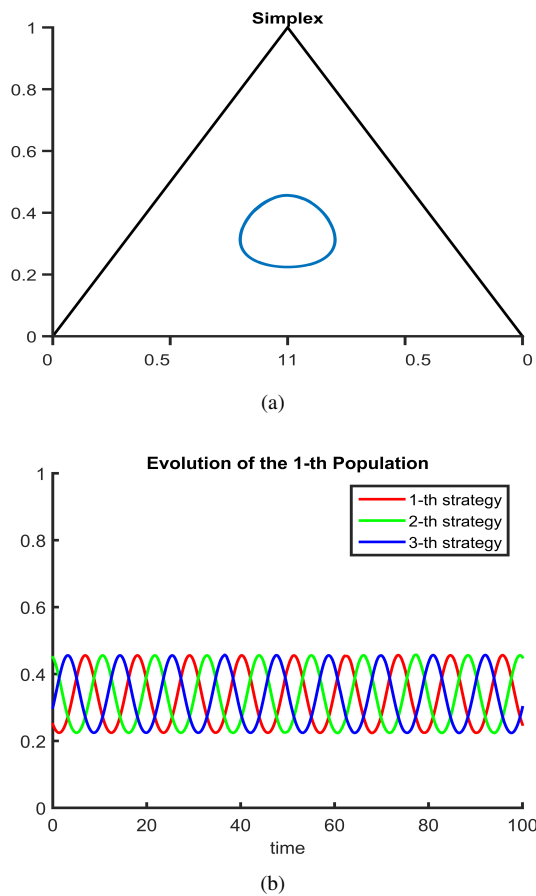 Simplex
1
0.8
0.6
0.4
0.2
0
0 0.5 11 0.5 0
(a)
Evolution of the 1-th Population
1
0.8
0.6
0.4
0.2
0
1-th strategy
2-th strategy
3-th strategy
0 20 40 60 80 100
time
(b)